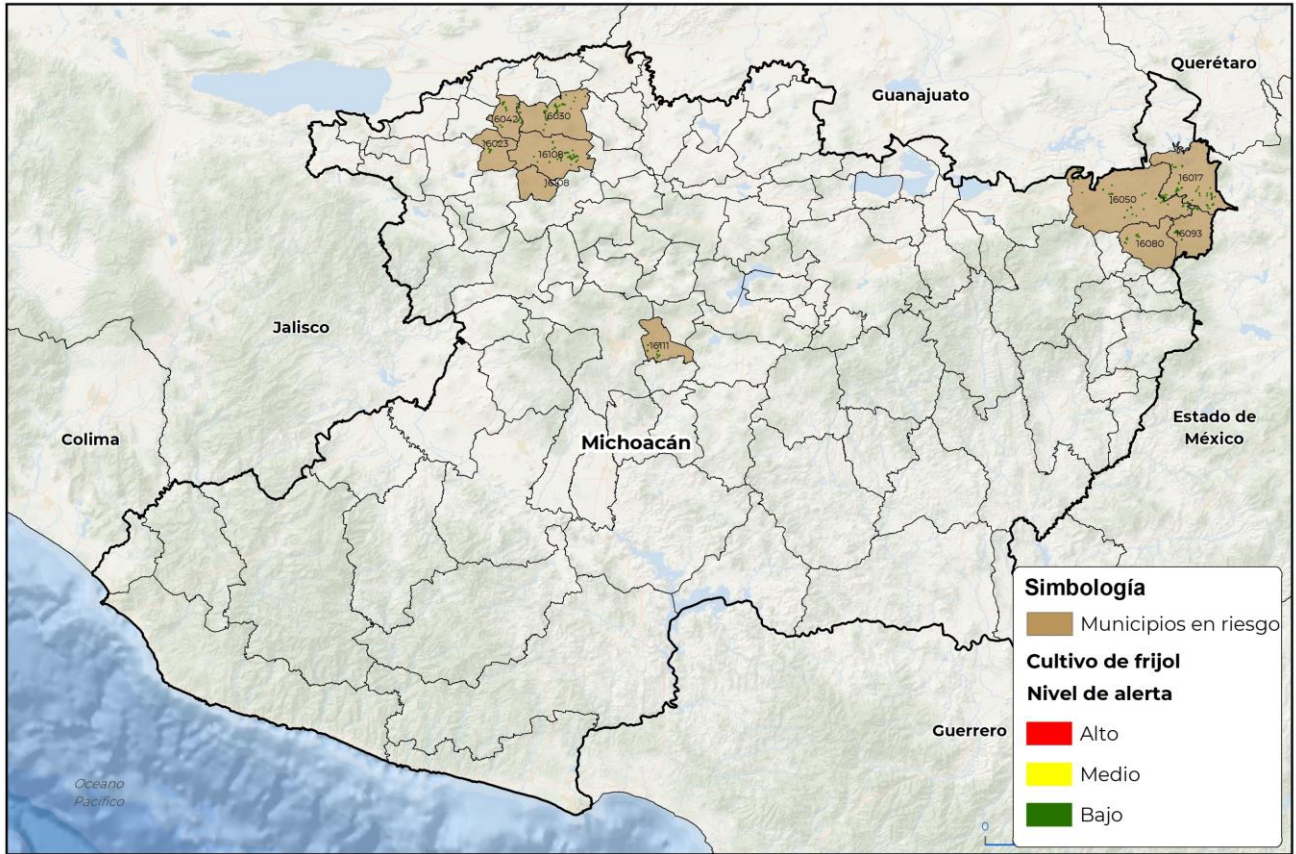 Querétaro
Guanajuato
16042
16030
16023
16108
16108
16017
16050
16093
16080
16111
Jalisco
Colima
Michoacán
Estado de
México
Guerrero
Oceano
Pacífico
Simbología
Municipios en riesgo
Cultivo de frijol
Nivel de alerta
Alto
Medio
Bajo
0